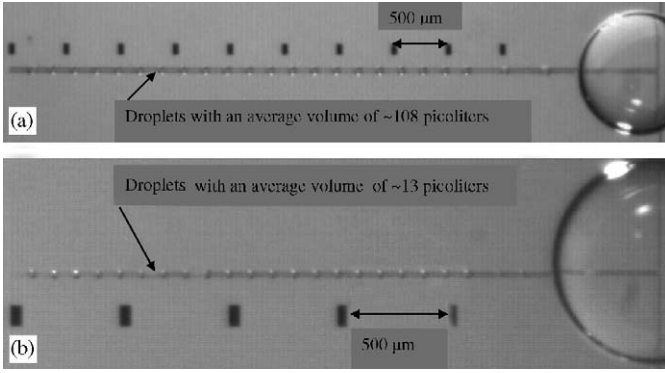 500 µm
(a)
Droplets with an average volume of ~108 picoliters
Droplets with an average volume of ~13 picoliters
500 µm
(b)